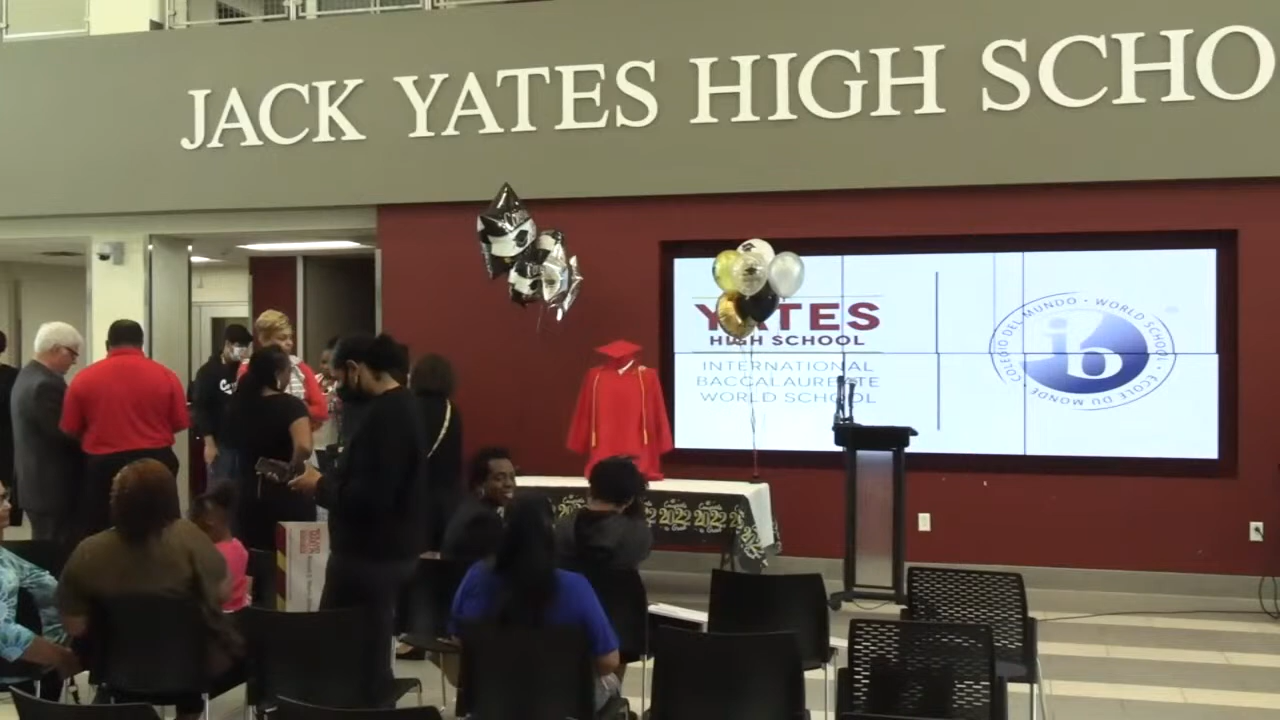 JACK YATES HIGH SCHO
YATES
HIGH SCHOOL
INTERNATIONAL
BACCALAUREATE
WORLD SCHOOL
ib
COLEGIO DEL MUNDO · WORLD SCHOOL · ECOLE DU MONDE ·
2022 2022